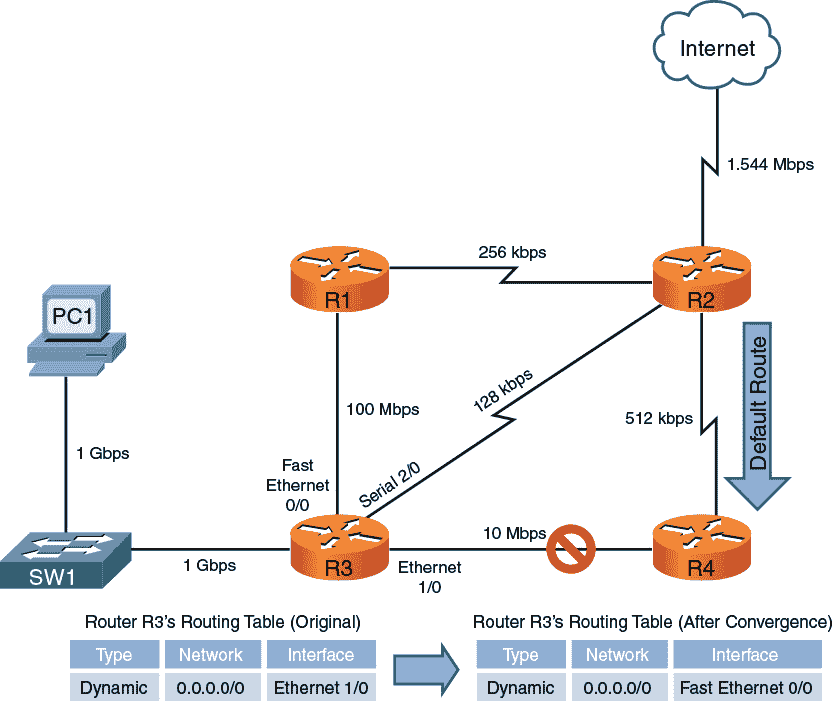 Internet
1.544 Mbps
256 kbps
R1
R2
PC1
128 kbps
Default Route
100 Mbps
512 kbps
1 Gbps
Fast
Ethernet
0/0
Serial 2/0
10 Mbps
SW1
1 Gbps
R3
Ethernet
1/0
R4
Router R3's Routing Table (Original)
Type Network Interface
Dynamic 0.0.0.0/0 Ethernet 1/0
Router R3's Routing Table (After Convergence)
Type Network Interface
Dynamic 0.0.0.0/0 Fast Ethernet 0/0